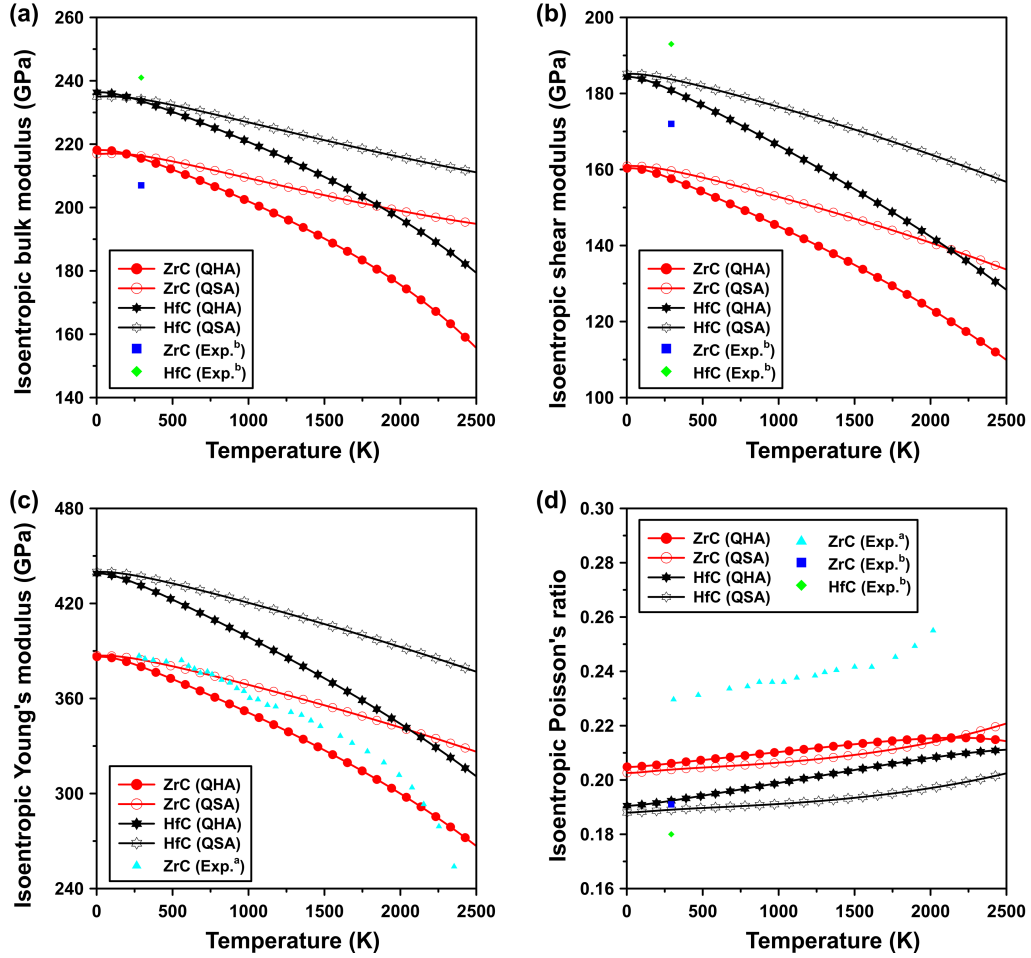 (a)
Isoentropic bulk modulus (GPa)
260
240
220
200
180
160
140
ZrC (QHA)
ZrC (QSA)
HfC (QHA)
HfC (QSA)
ZrC (Exp.ᵇ)
HfC (Exp.ᵇ)
0 500 1000 1500 2000 2500
Temperature (K)
(b)
Isoentropic shear modulus (GPa)
200
180
160
140
120
100
ZrC (QHA)
ZrC (QSA)
HfC (QHA)
HfC (QSA)
ZrC (Exp.ᵇ)
HfC (Exp.ᵇ)
0 500 1000 1500 2000 2500
Temperature (K)
(c)
Isoentropic Young's modulus (GPa)
480
420
360
300
240
ZrC (QHA)
ZrC (QSA)
HfC (QHA)
HfC (QSA)
ZrC (Exp.ᵃ)
0 500 1000 1500 2000 2500
Temperature (K)
(d)
Isoentropic Poisson's ratio
0.30
0.28
0.26
0.24
0.22
0.20
0.18
0.16
ZrC (QHA)
ZrC (QSA)
HfC (QHA)
HfC (QSA)
ZrC (Exp.ᵃ)
ZrC (Exp.ᵇ)
HfC (Exp.ᵇ)
0 500 1000 1500 2000 2500
Temperature (K)